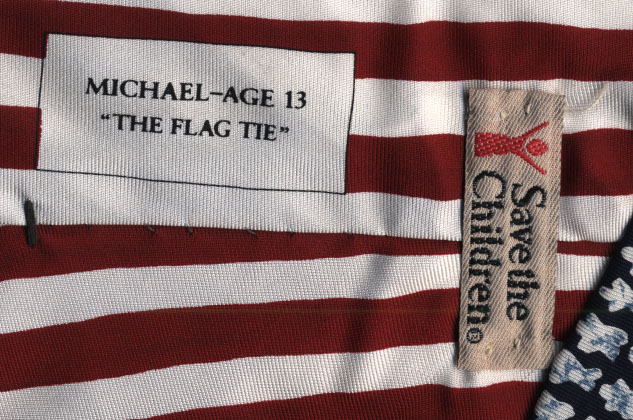 MICHAEL–AGE 13
“THE FLAG TIE”
Save the
Children®